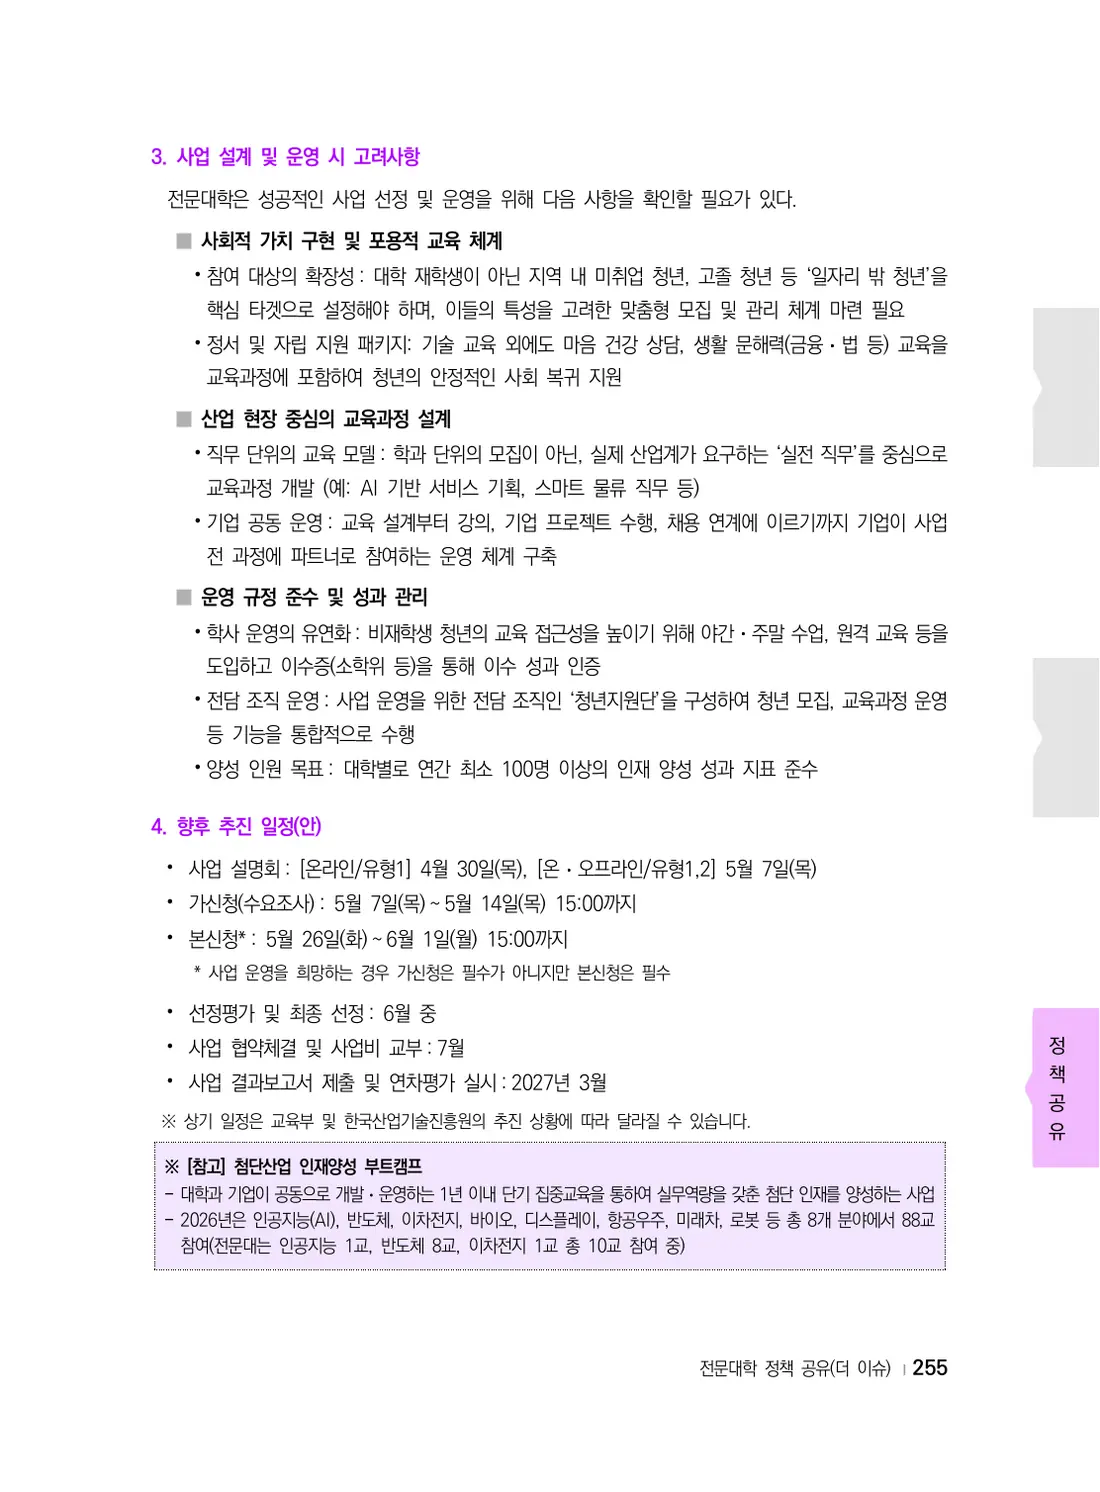 3. 사업 설계 및 운영 시 고려사항
전문대학은 성공적인 사업 선정 및 운영을 위해 다음 사항을 확인할 필요가 있다.
■ 사회적 가치 구현 및 포용적 교육 체계
•참여 대상의 확장성 : 대학 재학생이 아닌 지역 내 미취업 청년, 고졸 청년 등 ‘일자리 밖 청년’을
핵심 타겟으로 설정해야 하며, 이들의 특성을 고려한 맞춤형 모집 및 관리 체계 마련 필요
•정서 및 자립 지원 패키지: 기술 교육 외에도 마음 건강 상담, 생활 문해력(금융・법 등) 교육을
교육과정에 포함하여 청년의 안정적인 사회 복귀 지원
■ 산업 현장 중심의 교육과정 설계
•직무 단위의 교육 모델 : 학과 단위의 모집이 아닌, 실제 산업계가 요구하는 ‘실전 직무’를 중심으로
교육과정 개발 (예: AI 기반 서비스 기획, 스마트 물류 직무 등)
•기업 공동 운영 : 교육 설계부터 강의, 기업 프로젝트 수행, 채용 연계에 이르기까지 기업이 사업
전 과정에 파트너로 참여하는 운영 체계 구축
■ 운영 규정 준수 및 성과 관리
•학사 운영의 유연화 : 비재학생 청년의 교육 접근성을 높이기 위해 야간・주말 수업, 원격 교육 등을
도입하고 이수증(소학위 등)을 통해 이수 성과 인증
•전담 조직 운영 : 사업 운영을 위한 전담 조직인 ‘청년지원단’을 구성하여 청년 모집, 교육과정 운영
등 기능을 통합적으로 수행
•양성 인원 목표 : 대학별로 연간 최소 100명 이상의 인재 양성 성과 지표 준수
4. 향후 추진 일정(안)
• 사업 설명회 : [온라인/유형1] 4월 30일(목), [온・오프라인/유형1,2] 5월 7일(목)
• 가신청(수요조사) : 5월 7일(목) ~ 5월 14일(목) 15:00까지
• 본신청* : 5월 26일(화) ~ 6월 1일(월) 15:00까지
* 사업 운영을 희망하는 경우 가신청은 필수가 아니지만 본신청은 필수
• 선정평가 및 최종 선정 : 6월 중
• 사업 협약체결 및 사업비 교부 : 7월
• 사업 결과보고서 제출 및 연차평가 실시 : 2027년 3월
※ 상기 일정은 교육부 및 한국산업기술진흥원의 추진 상황에 따라 달라질 수 있습니다.
※ [참고] 첨단산업 인재양성 부트캠프
- 대학과 기업이 공동으로 개발・운영하는 1년 이내 단기 집중교육을 통하여 실무역량을 갖춘 첨단 인재를 양성하는 사업
- 2026년은 인공지능(AI), 반도체, 이차전지, 바이오, 디스플레이, 항공우주, 미래차, 로봇 등 총 8개 분야에서 88교
참여(전문대는 인공지능 1교, 반도체 8교, 이차전지 1교 총 10교 참여 중)
정
책
공
유
전문대학 정책 공유(더 이슈) | 255